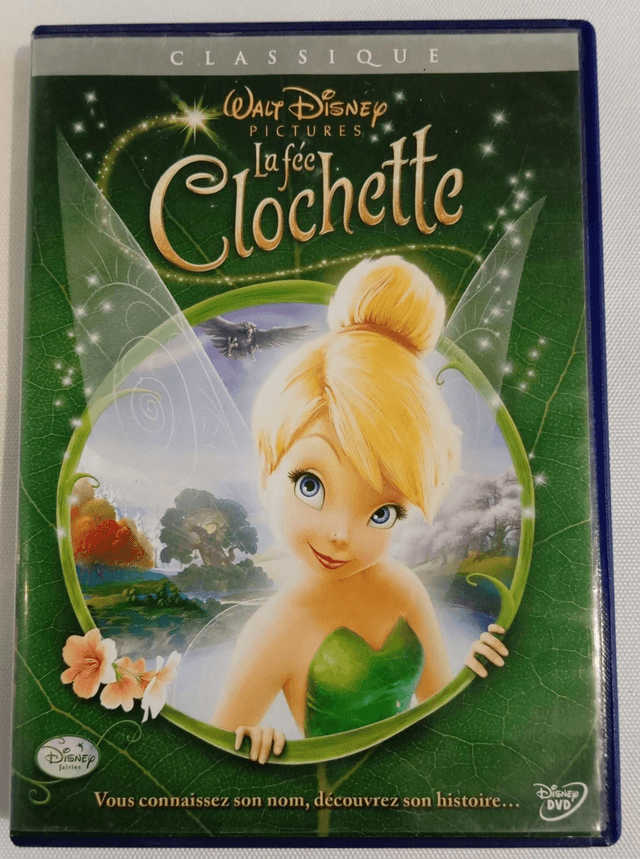 CLASSIQUE
WALT DISNEY
PICTURES
La fée
Clochette
DISNEY
fairies
Vous connaissez son nom, découvrez son histoire...
DISNEY
DVD